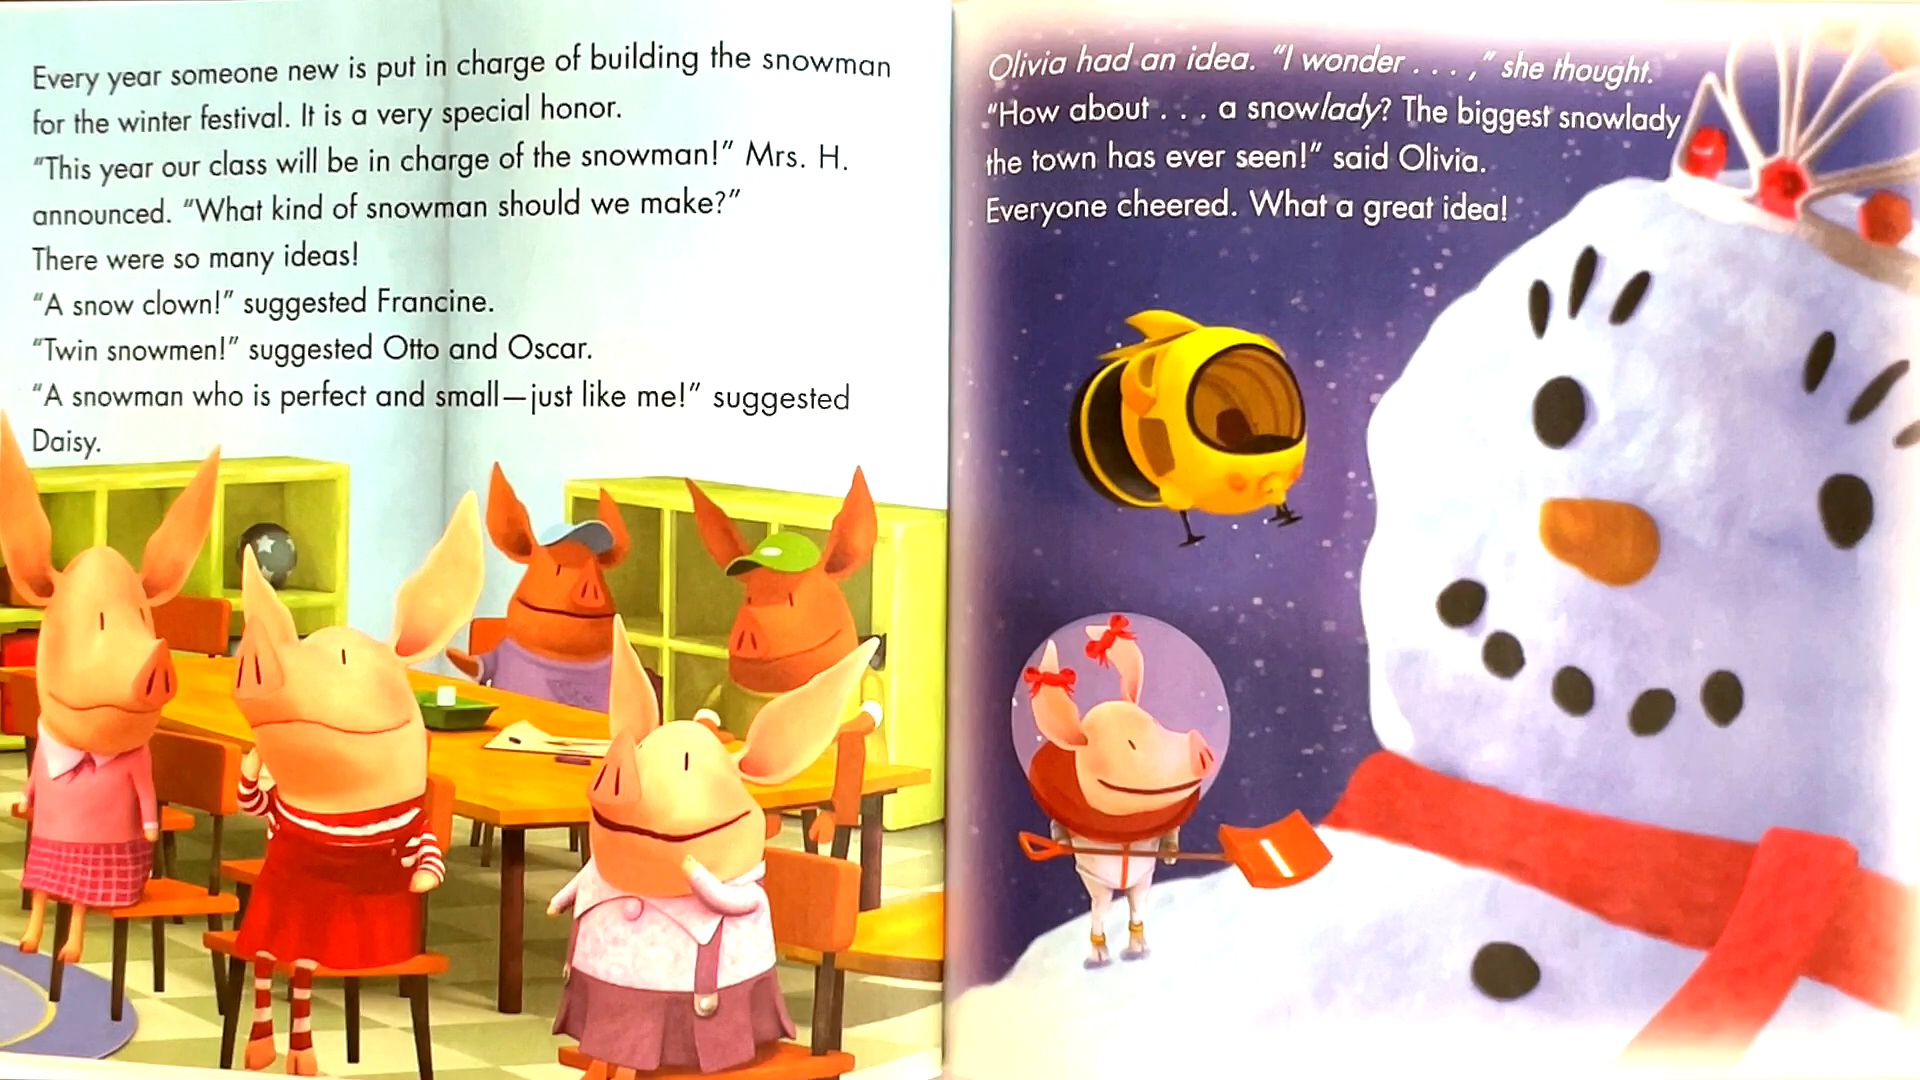 Every year someone new is put in charge of building the snowman
for the winter festival. It is a very special honor.
“This year our class will be in charge of the snowman!” Mrs. H.
announced. “What kind of snowman should we make?”
There were so many ideas!
“A snow clown!” suggested Francine.
“Twin snowmen!” suggested Otto and Oscar.
“A snowman who is perfect and small—just like me!” suggested
Daisy.
Olivia had an idea. “I wonder . . . ,” she thought.
“How about . . . a snowlady? The biggest snowlady
the town has ever seen!” said Olivia.
Everyone cheered. What a great idea!